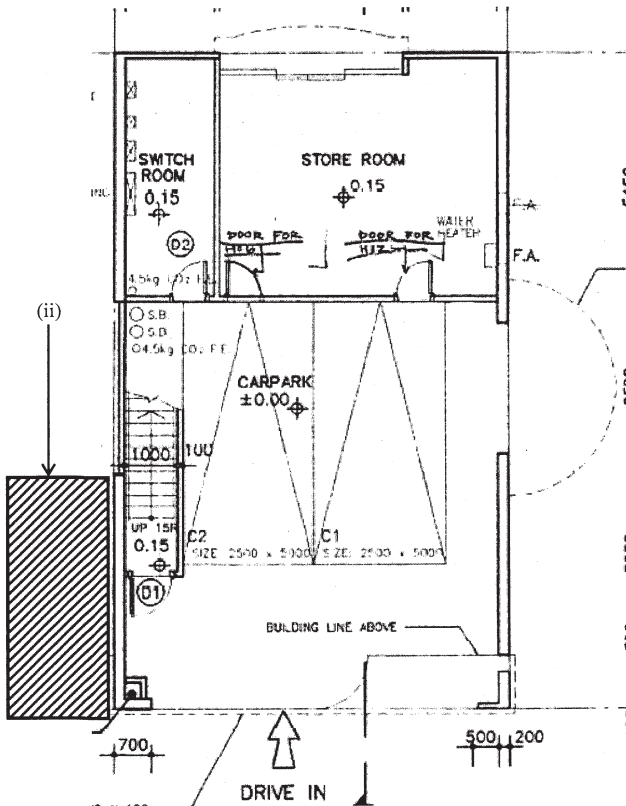 SWITCH
ROOM
0.15
STORE ROOM
0.15
DOOR FOR
DOOR FOR
WATER
HEATER
F.A.
D2
4.5kg CO2 F.E.
(ii)
S.B.
S.D.
4.5kg CO2 F.E
CARPARK
±0.00
1000
100
UP 15R
0.15
C2
SIZE: 2500 x 5000
C1
SIZE: 2500 x 5000
D1
BUILDING LINE ABOVE
700
500
200
DRIVE IN